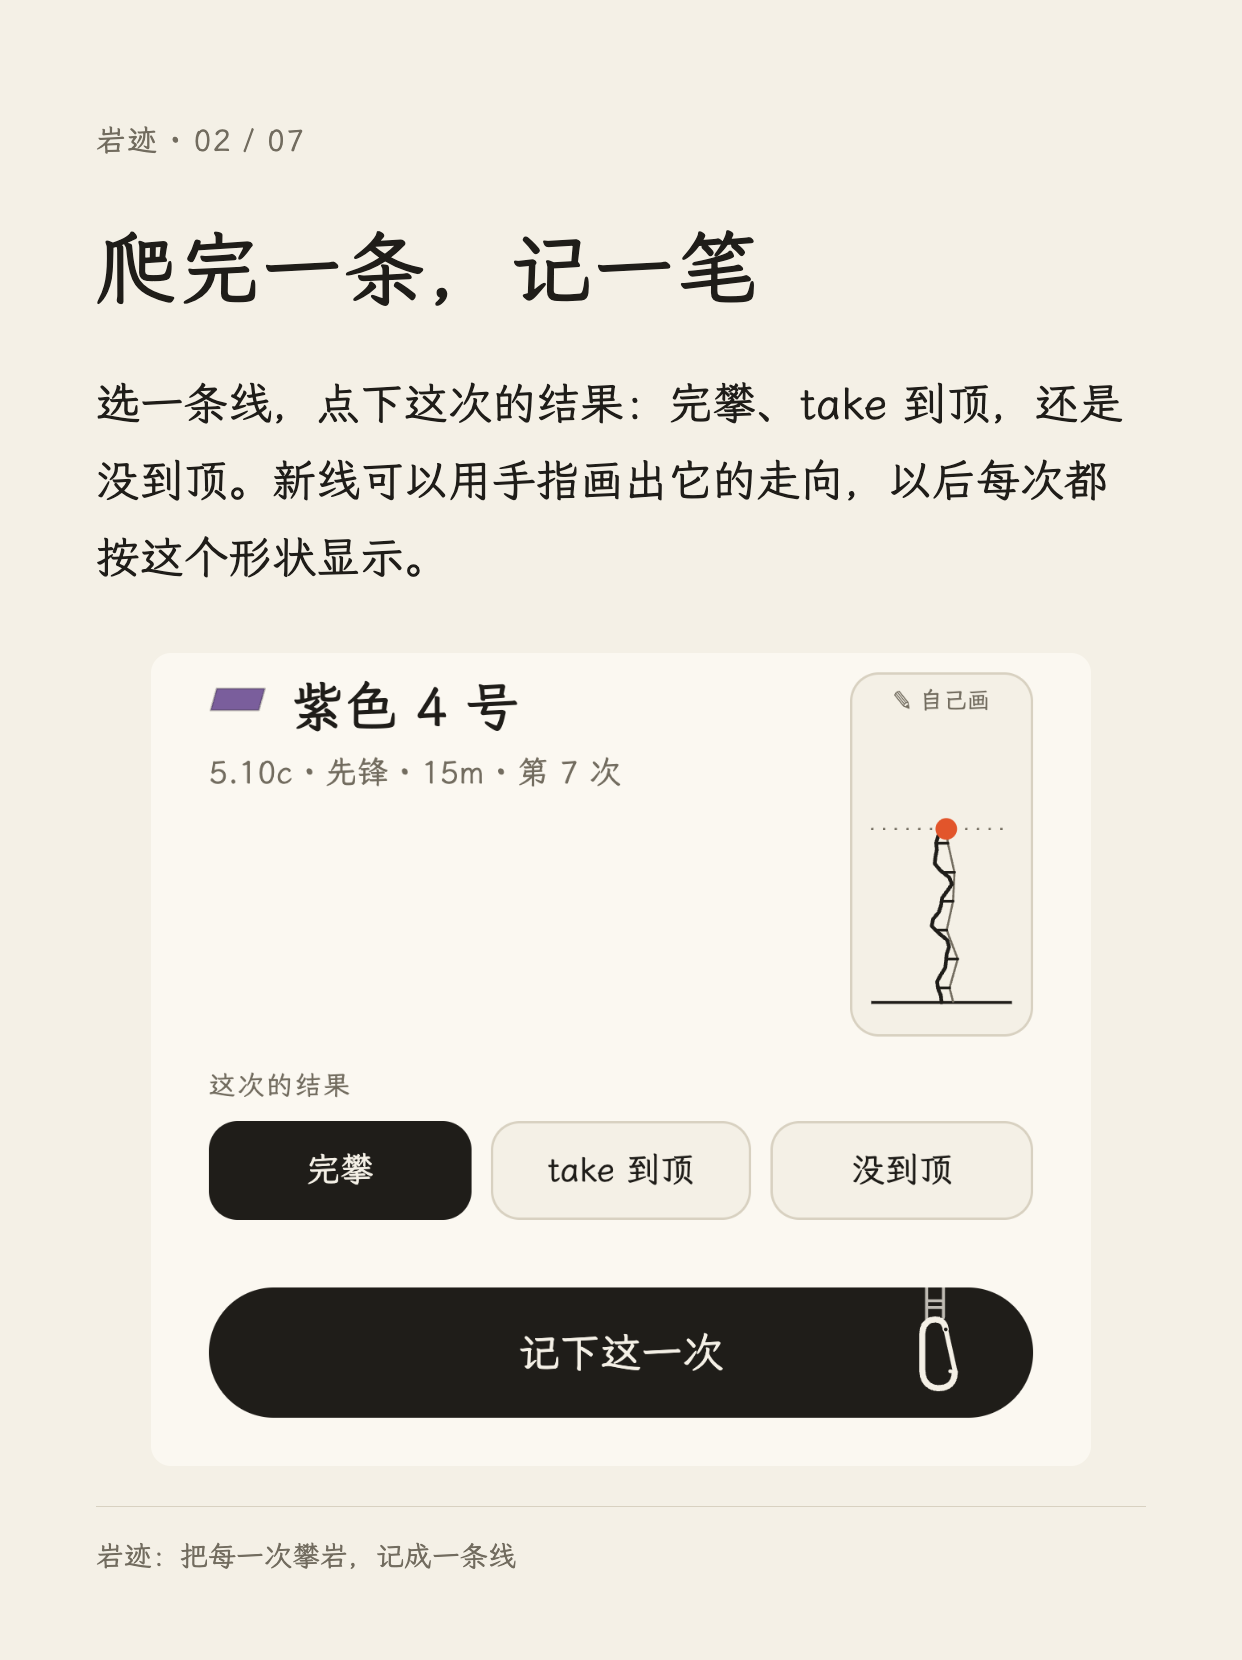 岩迹·02 / 07
爬完一条，记一笔
选一条线，点下这次的结果：完攀、take 到顶，还是
没到顶。新线可以用手指画出它的走向，以后每次都
按这个形状显示。
紫色 4 号
✎ 自己画
5.10c·先锋·15m·第 7 次
这次的结果
完攀
take 到顶
没到顶
记下这一次
岩迹：把每一次攀岩，记成一条线